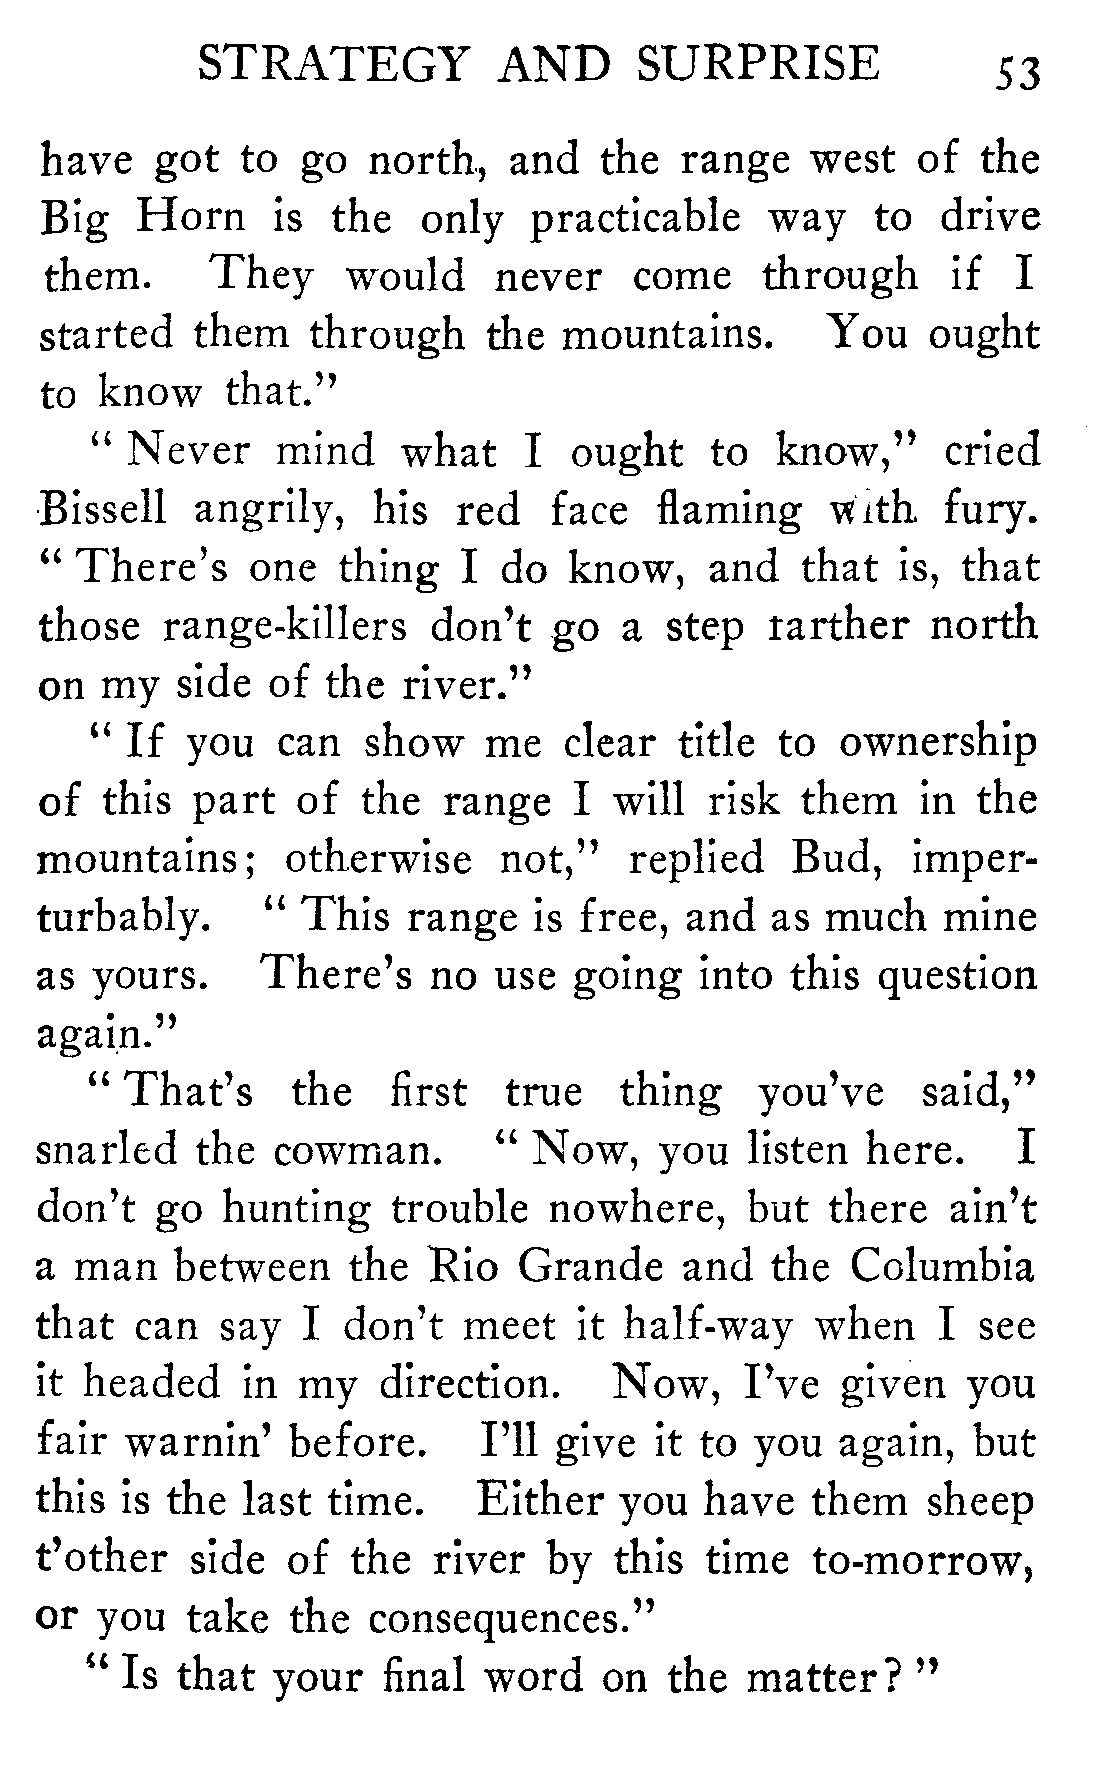 STRATEGY AND SURPRISE 53
have got to go north, and the range west of the
Big Horn is the only practicable way to drive
them. They would never come through if I
started them through the mountains. You ought
to know that."
" Never mind what I ought to know," cried
Bissell angrily, his red face flaming with fury.
" There's one thing I do know, and that is, that
those range-killers don't go a step farther north
on my side of the river."
" If you can show me clear title to ownership
of this part of the range I will risk them in the
mountains; otherwise not," replied Bud, imper-
turbably. " This range is free, and as much mine
as yours. There's no use going into this question
again."
" That's the first true thing you've said,"
snarled the cowman. " Now, you listen here. I
don't go hunting trouble nowhere, but there ain't
a man between the Rio Grande and the Columbia
that can say I don't meet it half-way when I see
it headed in my direction. Now, I've given you
fair warnin' before. I'll give it to you again, but
this is the last time. Either you have them sheep
t'other side of the river by this time to-morrow,
or you take the consequences."
" Is that your final word on the matter? "